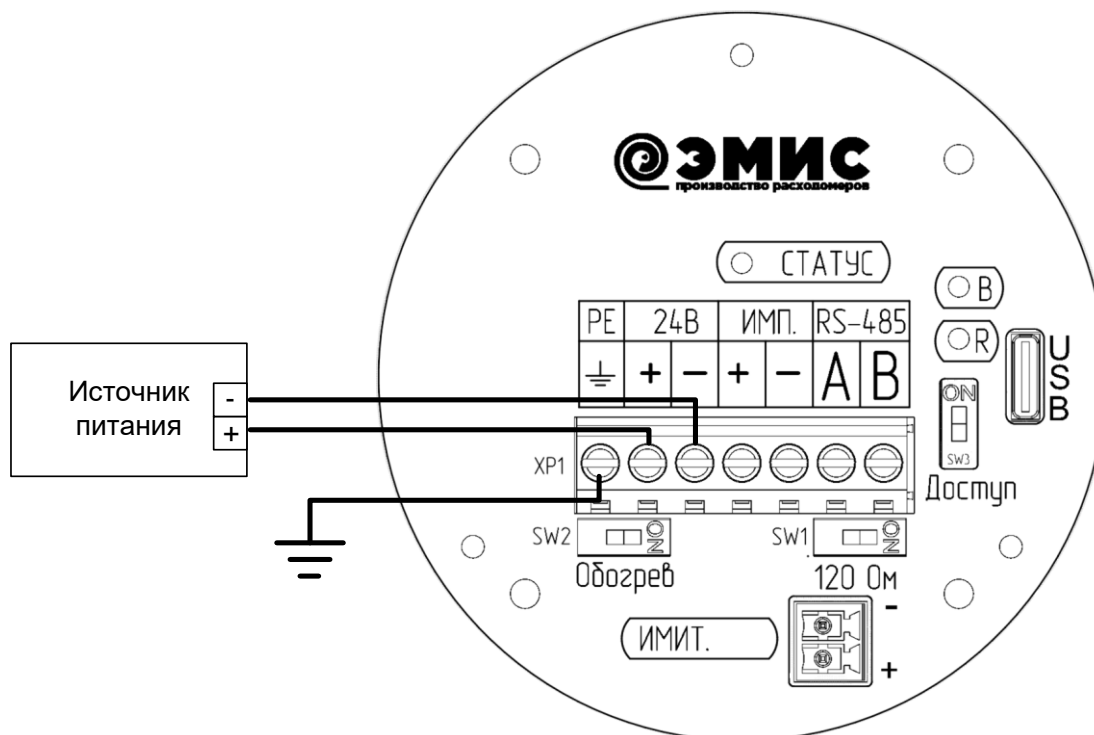 ЭМИС
производство расходомеров
СТАТУС
B
R
USB
PE 24В ИМП. RS-485
+ − + − A B
Источник
питания
-
+
ON
SW3
Доступ
XP1
SW2 ON
SW1 ON
Обогрев
120 Ом
-
ИМИТ.
+